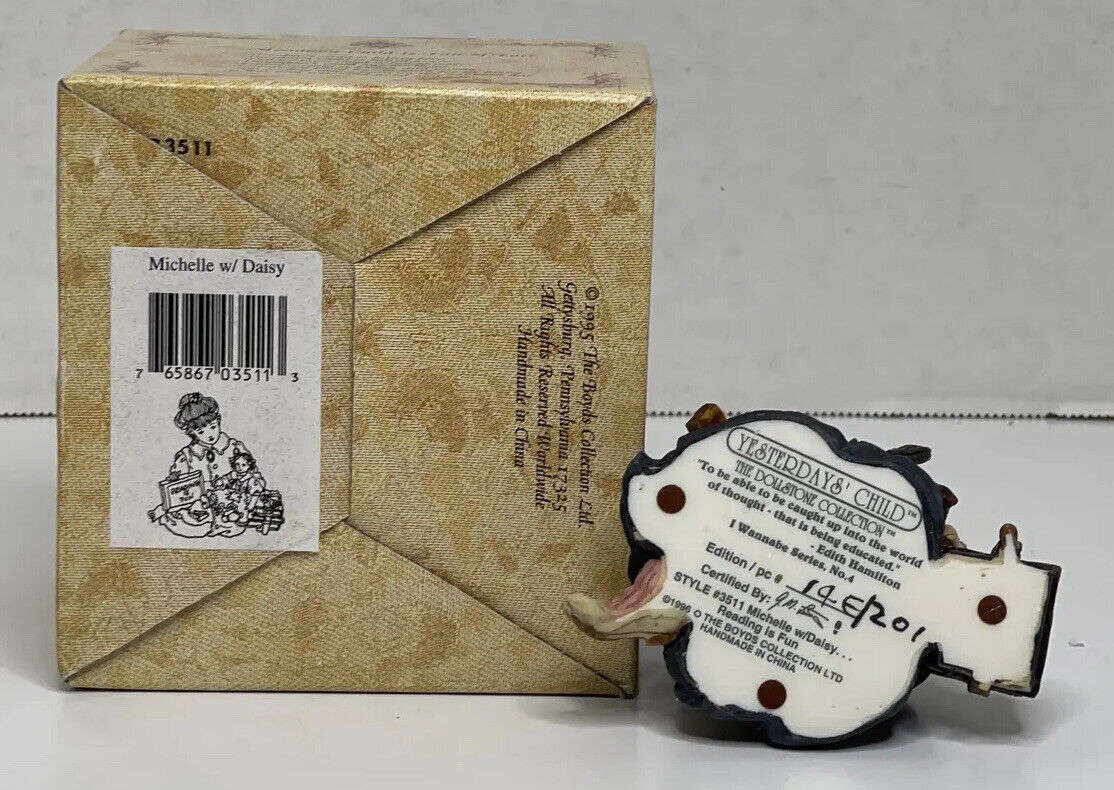 3511
Michelle w/ Daisy
7 65867 03511 3
© 1995 The Boyds Collection Ltd
Gettysburg, Pennsylvania 17325
All Rights Reserved Worldwide
Handmade in China
YESTERDAYS' CHILD™
THE DOLLSTONE COLLECTION™
"To be able to be caught up into the world
of thought - that is being educated."
- Edith Hamilton
I Wannabe Series. No.4
Edition / pc # 14E/201
Certified By:
STYLE #3511 Michelle w/Daisy...
Reading is Fun
©1996 THE BOYDS COLLECTION LTD
HANDMADE IN CHINA